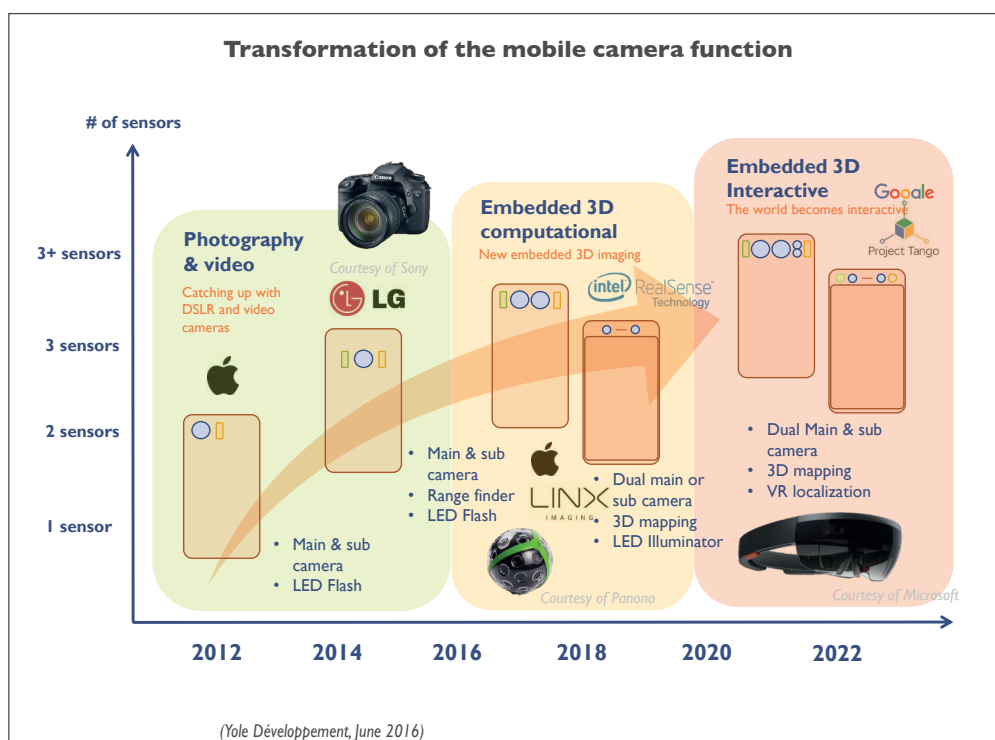 Transformation of the mobile camera function
# of sensors
3+ sensors
3 sensors
2 sensors
1 sensor
Photography
& video
Catching up with
DSLR and video
cameras
Canon
Courtesy of Sony
LG
• Main & sub
camera
• LED Flash
• Main & sub
camera
• Range finder
• LED Flash
Embedded 3D
computational
New embedded 3D imaging
intel RealSense™
Technology
LINX
IMAGING
• Dual main or
sub camera
• 3D mapping
• LED Illuminator
Courtesy of Panono
Embedded 3D
Interactive
The world becomes interactive
Google
Project Tango
• Dual Main & sub
camera
• 3D mapping
• VR localization
Courtesy of Microsoft
2012
2014
2016
2018
2020
2022
(Yole Développement, June 2016)